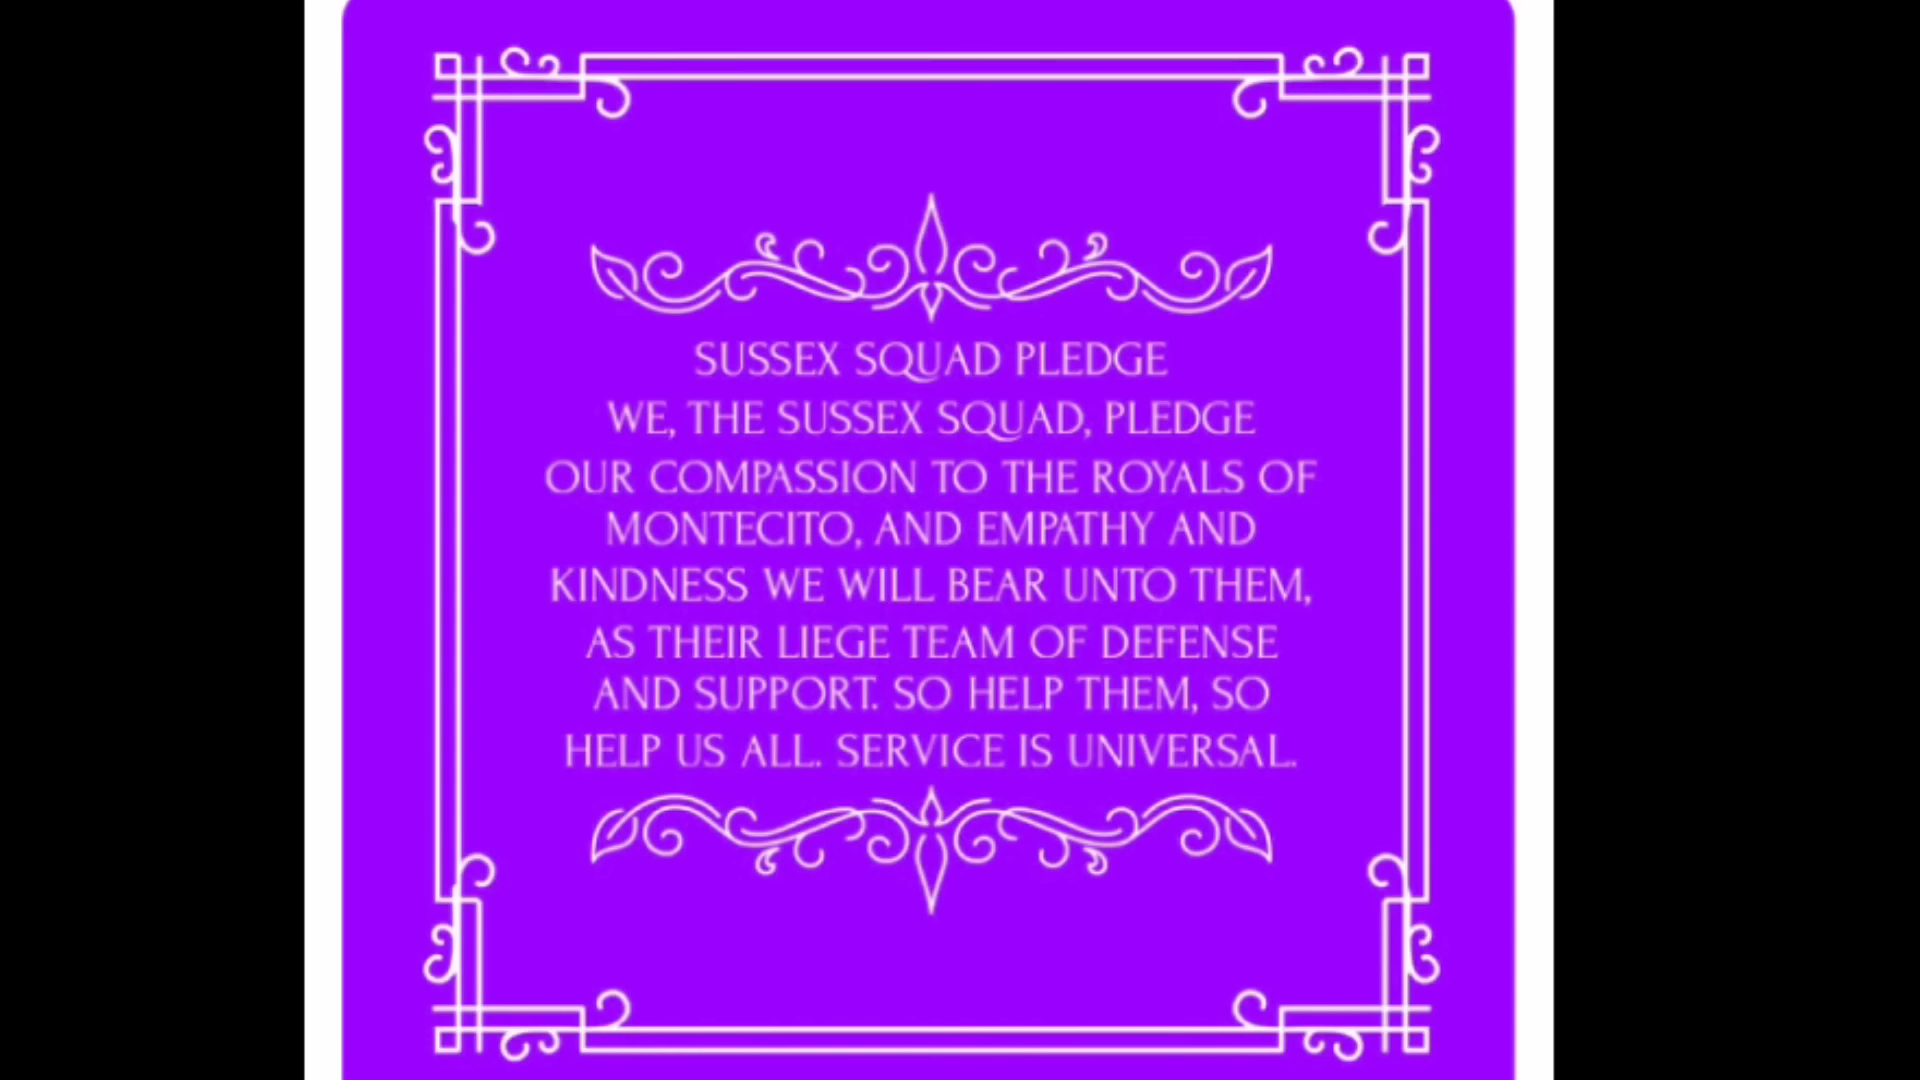 SUSSEX SQUAD PLEDGE
WE, THE SUSSEX SQUAD, PLEDGE
OUR COMPASSION TO THE ROYALS OF
MONTECITO, AND EMPATHY AND
KINDNESS WE WILL BEAR UNTO THEM,
AS THEIR LIEGE TEAM OF DEFENSE
AND SUPPORT. SO HELP THEM, SO
HELP US ALL. SERVICE IS UNIVERSAL.